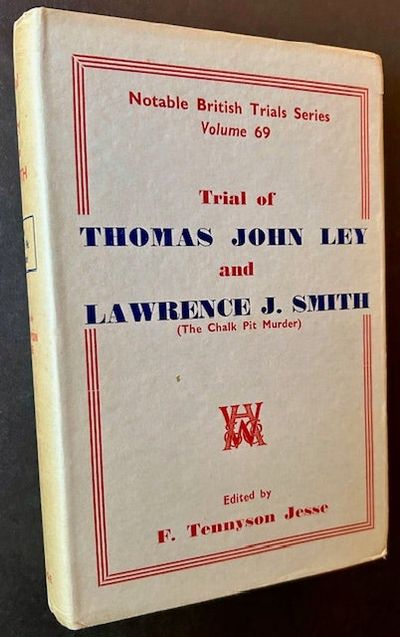 Notable British Trials Series
Volume 69
Trial of
THOMAS JOHN LEY
and
LAWRENCE J. SMITH
(The Chalk Pit Murder)
Edited by
F. Tennyson Jesse